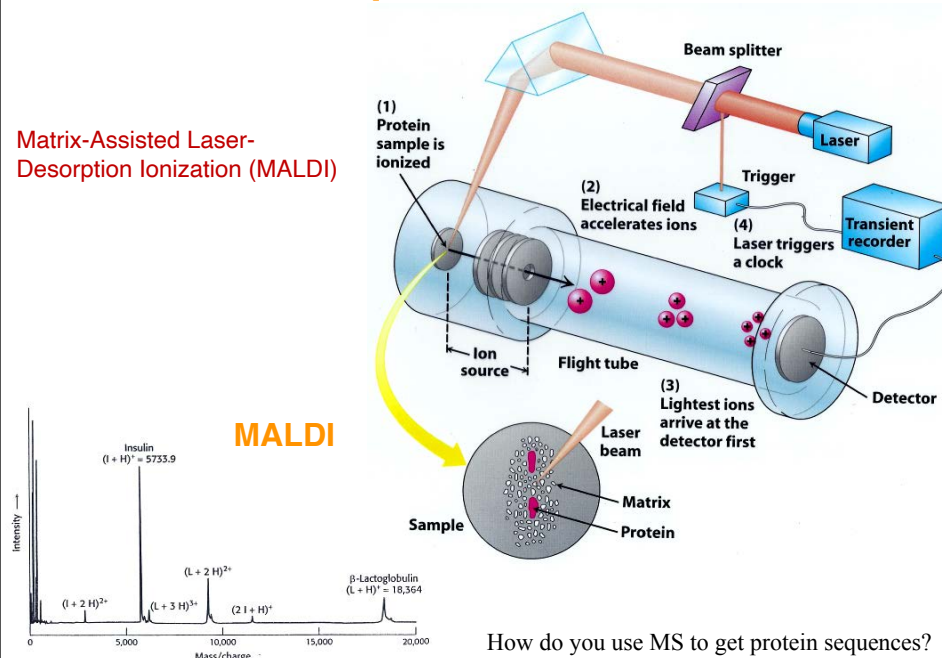 Matrix-Assisted Laser-
Desorption Ionization (MALDI)
Beam splitter
(1)
Protein
sample is
ionized
Laser
Trigger
(2)
Electrical field
accelerates ions
(4)
Laser triggers
a clock
Transient
recorder
Ion
source
Flight tube
(3)
Lightest ions
arrive at the
detector first
Detector
MALDI
Laser
beam
Matrix
Protein
Sample
Intensity →
Insulin
(I + H)⁺ = 5733.9
(I + 2 H)²⁺
(L + 3 H)³⁺
(L + 2 H)²⁺
(2 I + H)⁺
β-Lactoglobulin
(L + H)⁺ = 18,364
0
5,000
10,000
15,000
20,000
Mass/charge
How do you use MS to get protein sequences?